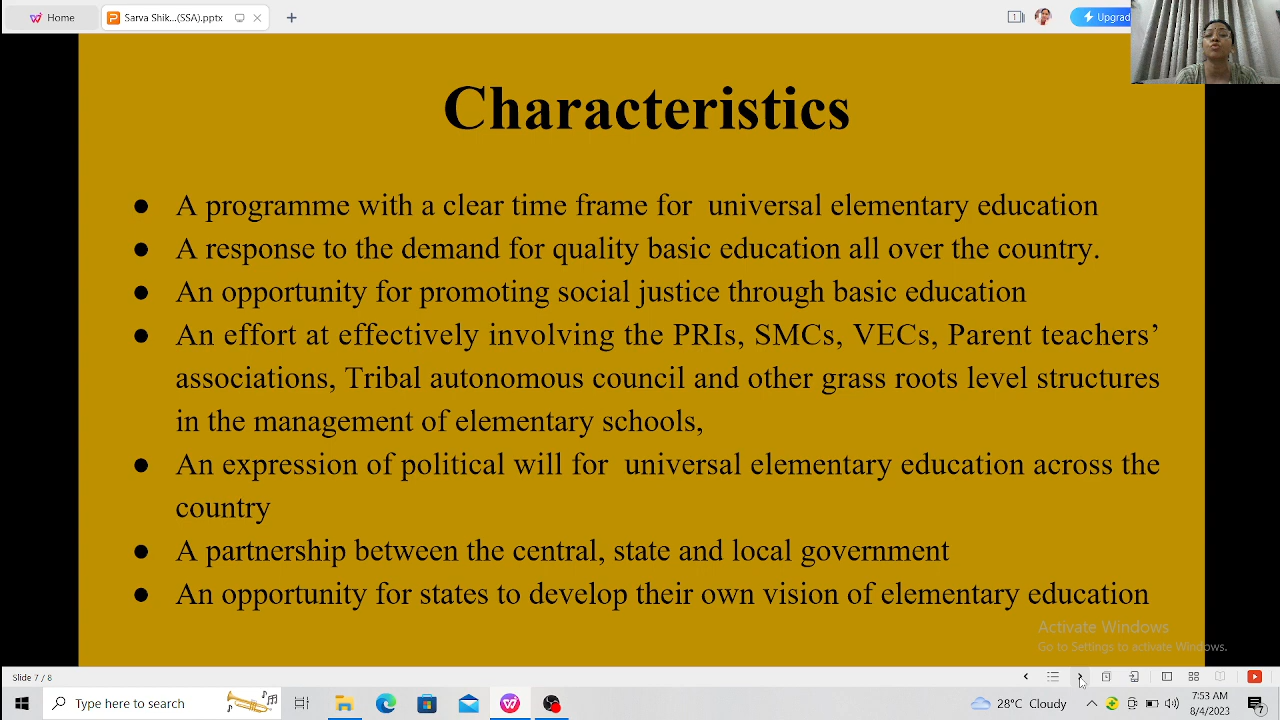 Home
Sarva Shik...(SSA).pptx
Upgrad
Characteristics
● A programme with a clear time frame for universal elementary education
● A response to the demand for quality basic education all over the country.
● An opportunity for promoting social justice through basic education
● An effort at effectively involving the PRIs, SMCs, VECs, Parent teachers’
associations, Tribal autonomous council and other grass roots level structures
in the management of elementary schools,
● An expression of political will for universal elementary education across the
country
● A partnership between the central, state and local government
● An opportunity for states to develop their own vision of elementary education
Activate Windows
Go to Settings to activate Windows.
Slide 7 / 8
Type here to search
28°C Cloudy
7:53 AM
8/4/2023
7